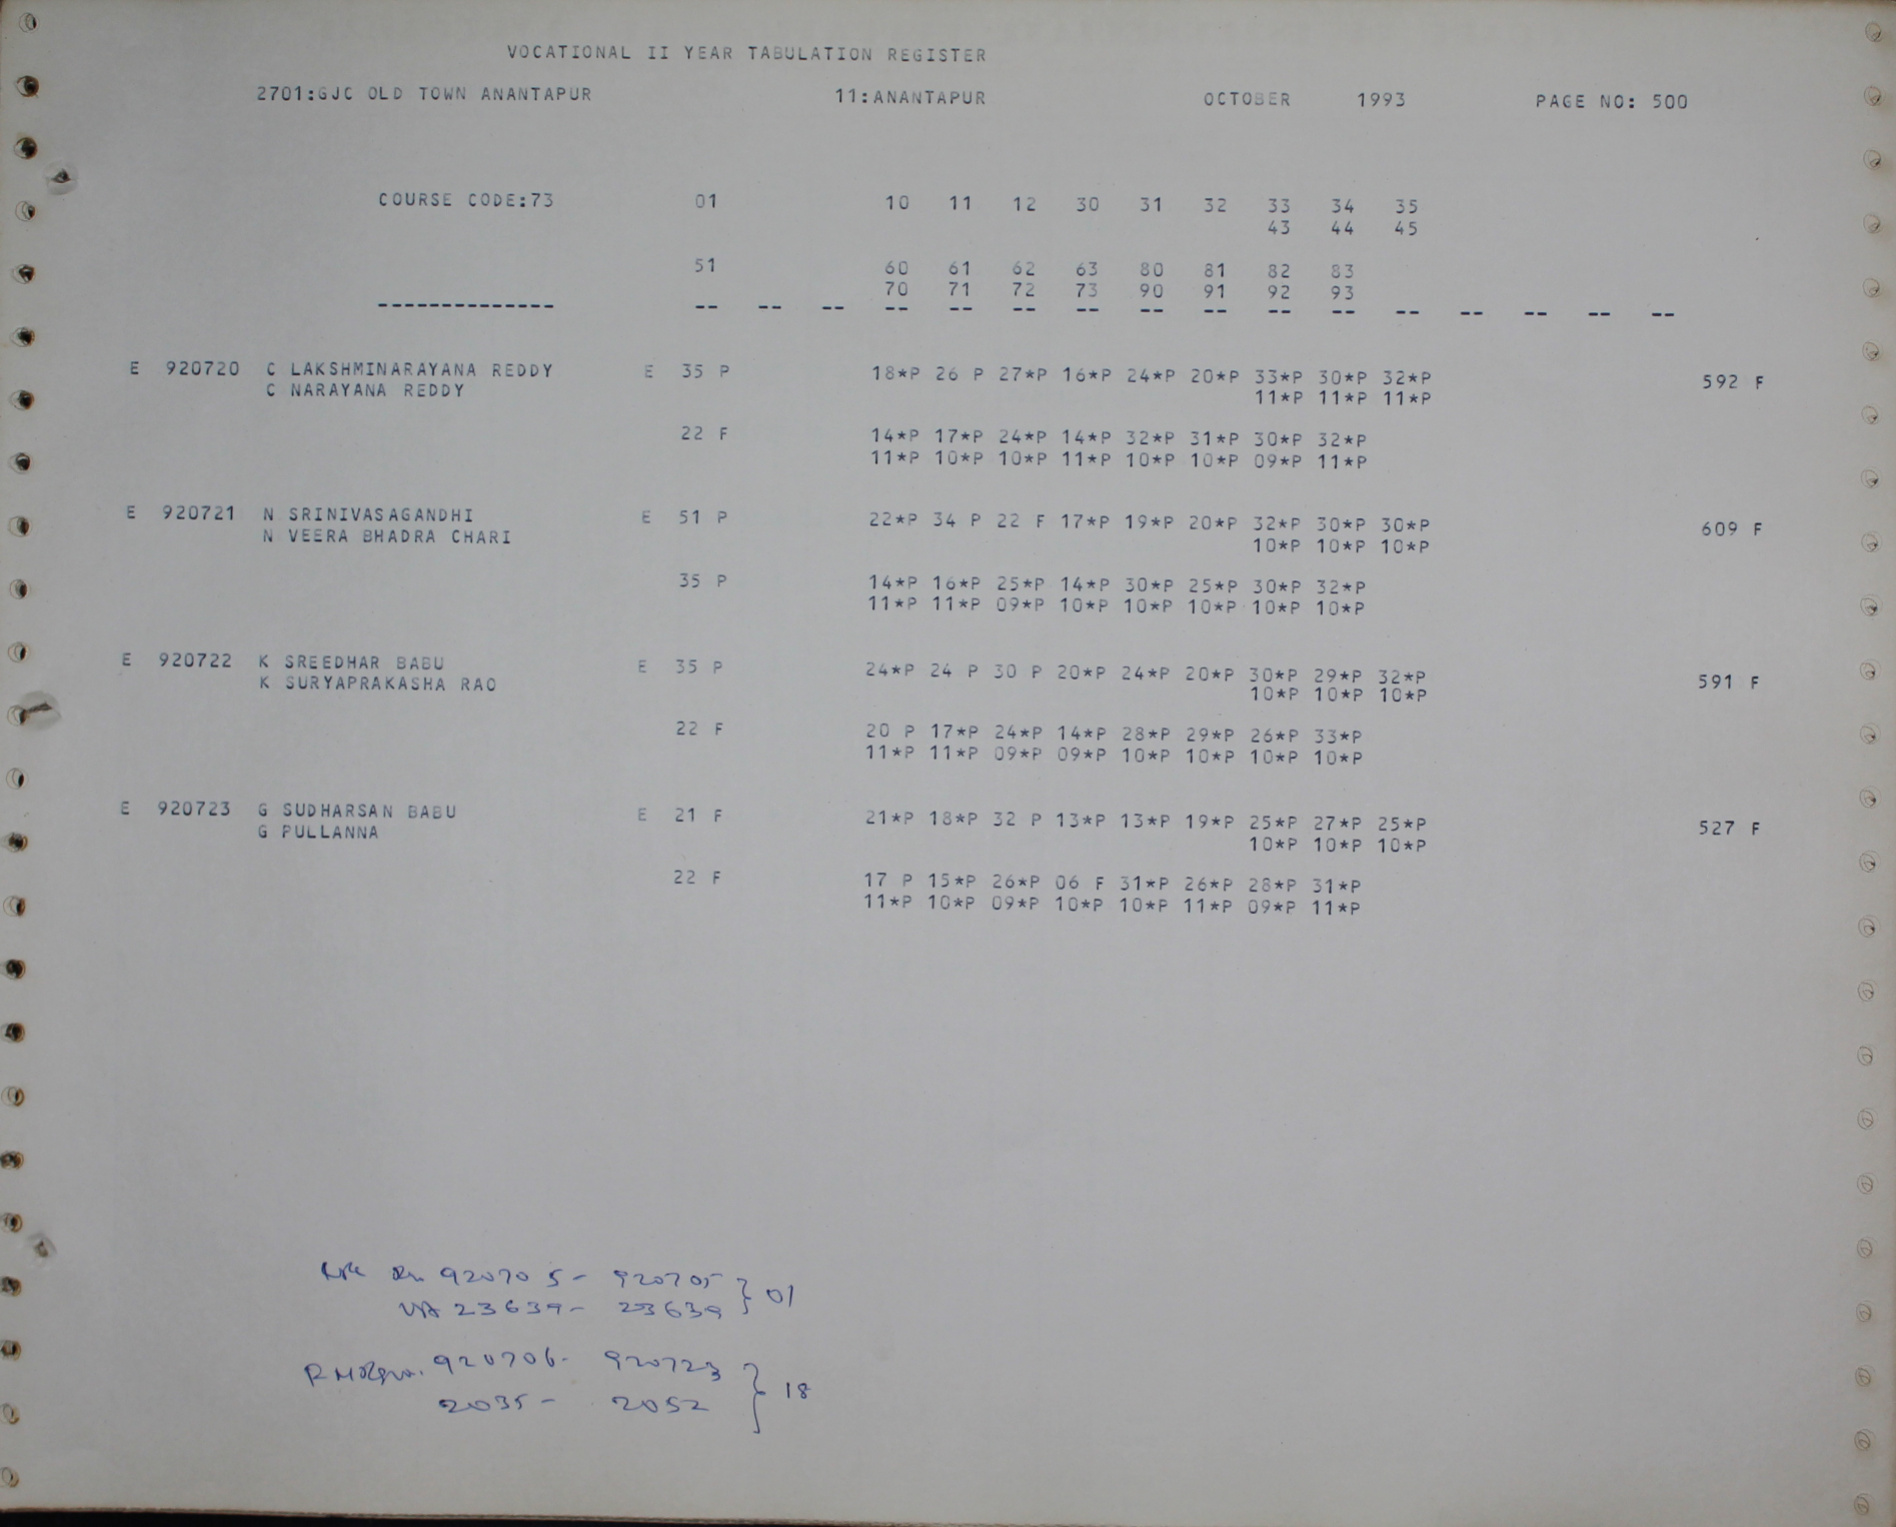 VOCATIONAL II YEAR TABULATION REGISTER
2701:GJC OLD TOWN ANANTAPUR 11:ANANTAPUR OCTOBER 1993 PAGE NO: 500
COURSE CODE:73 01 10 11 12 30 31 32 33 34 35
43 44 45
51 60 61 62 63 80 81 82 83
70 71 72 73 90 91 92 93
-------------- -- -- -- -- -- -- -- -- -- -- -- -- -- -- -- --
E 920720 C LAKSHMINARAYANA REDDY E 35 P 18*P 26 P 27*P 16*P 24*P 20*P 33*P 30*P 32*P 592 F
C NARAYANA REDDY 11*P 11*P 11*P
22 F 14*P 17*P 24*P 14*P 32*P 31*P 30*P 32*P
11*P 10*P 10*P 11*P 10*P 10*P 09*P 11*P
E 920721 N SRINIVASAGANDHI E 51 P 22*P 34 P 22 F 17*P 19*P 20*P 32*P 30*P 30*P 609 F
N VEERA BHADRA CHARI 10*P 10*P 10*P
35 P 14*P 16*P 25*P 14*P 30*P 25*P 30*P 32*P
11*P 11*P 09*P 10*P 10*P 10*P 10*P 10*P
E 920722 K SREEDHAR BABU E 35 P 24*P 24 P 30 P 20*P 24*P 20*P 30*P 29*P 32*P 591 F
K SURYAPRAKASHA RAO 10*P 10*P 10*P
22 F 20 P 17*P 24*P 14*P 28*P 29*P 26*P 33*P
11*P 11*P 09*P 09*P 10*P 10*P 10*P 10*P
E 920723 G SUDHARSAN BABU E 21 F 21*P 18*P 32 P 13*P 13*P 19*P 25*P 27*P 25*P 527 F
G PULLANNA 10*P 10*P 10*P
22 F 17 P 15*P 26*P 06 F 31*P 26*P 28*P 31*P
11*P 10*P 09*P 10*P 10*P 11*P 09*P 11*P
920705- 920705 } 01
23639- 23639
920706- 920723 } 18
2035- 2052